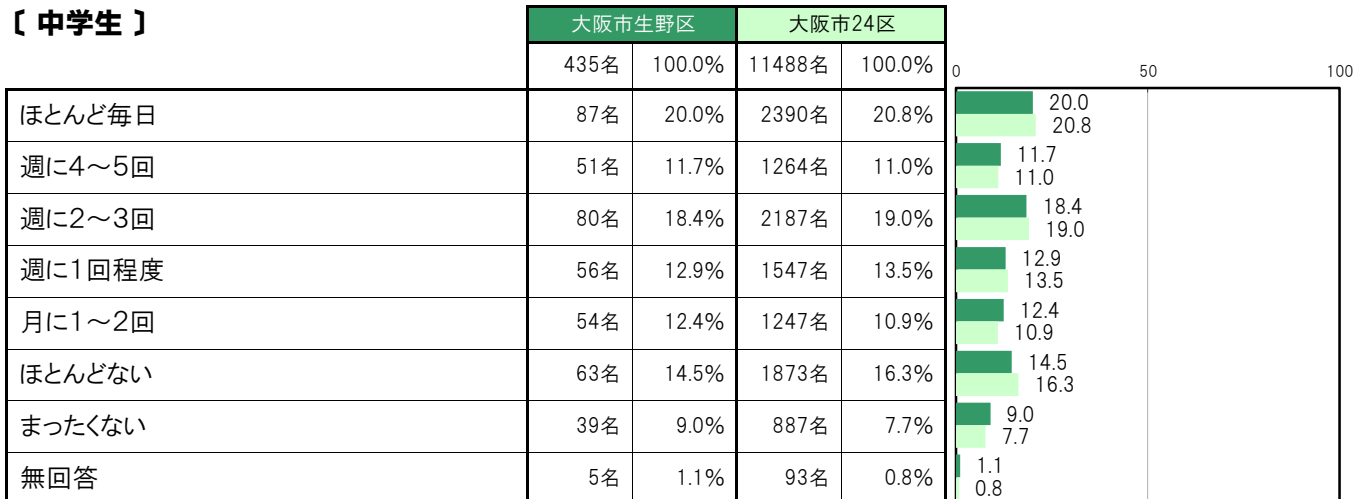 〔 中学生 〕
大阪市生野区 大阪市24区
435名 100.0% 11488名 100.0%
0 50 100
ほとんど毎日 87名 20.0% 2390名 20.8% 20.0
20.8
週に4～5回 51名 11.7% 1264名 11.0% 11.7
11.0
週に2～3回 80名 18.4% 2187名 19.0% 18.4
19.0
週に1回程度 56名 12.9% 1547名 13.5% 12.9
13.5
月に1～2回 54名 12.4% 1247名 10.9% 12.4
10.9
ほとんどない 63名 14.5% 1873名 16.3% 14.5
16.3
まったくない 39名 9.0% 887名 7.7% 9.0
7.7
無回答 5名 1.1% 93名 0.8% 1.1
0.8